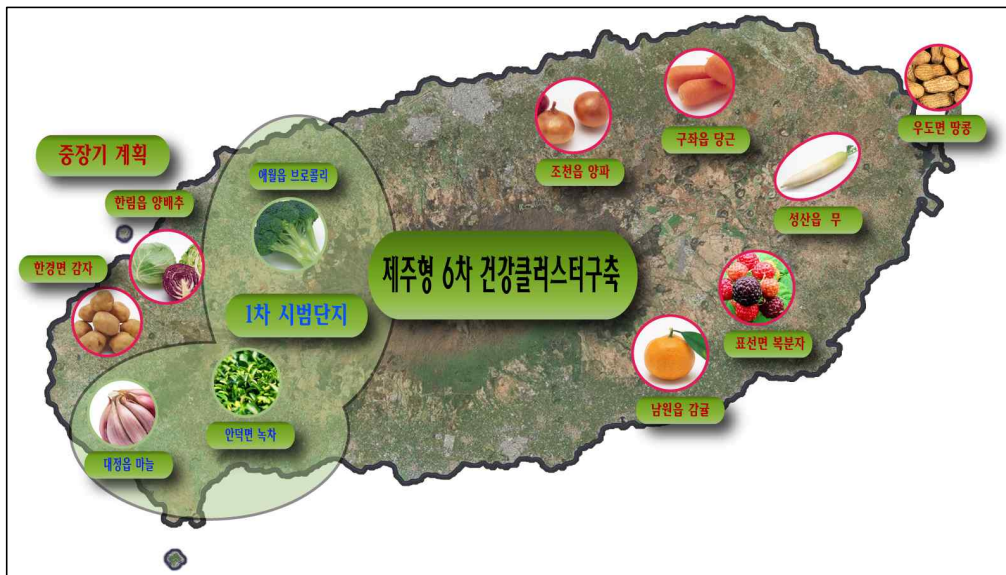 중장기 계획
한림읍 양배추
한경면 감자
애월읍 브로콜리
1차 시범단지
안덕면 녹차
대정읍 마늘
제주형 6차 건강클러스터구축
조천읍 양파
구좌읍 당근
우도면 땅콩
성산읍 무
표선면 복분자
남원읍 감귤